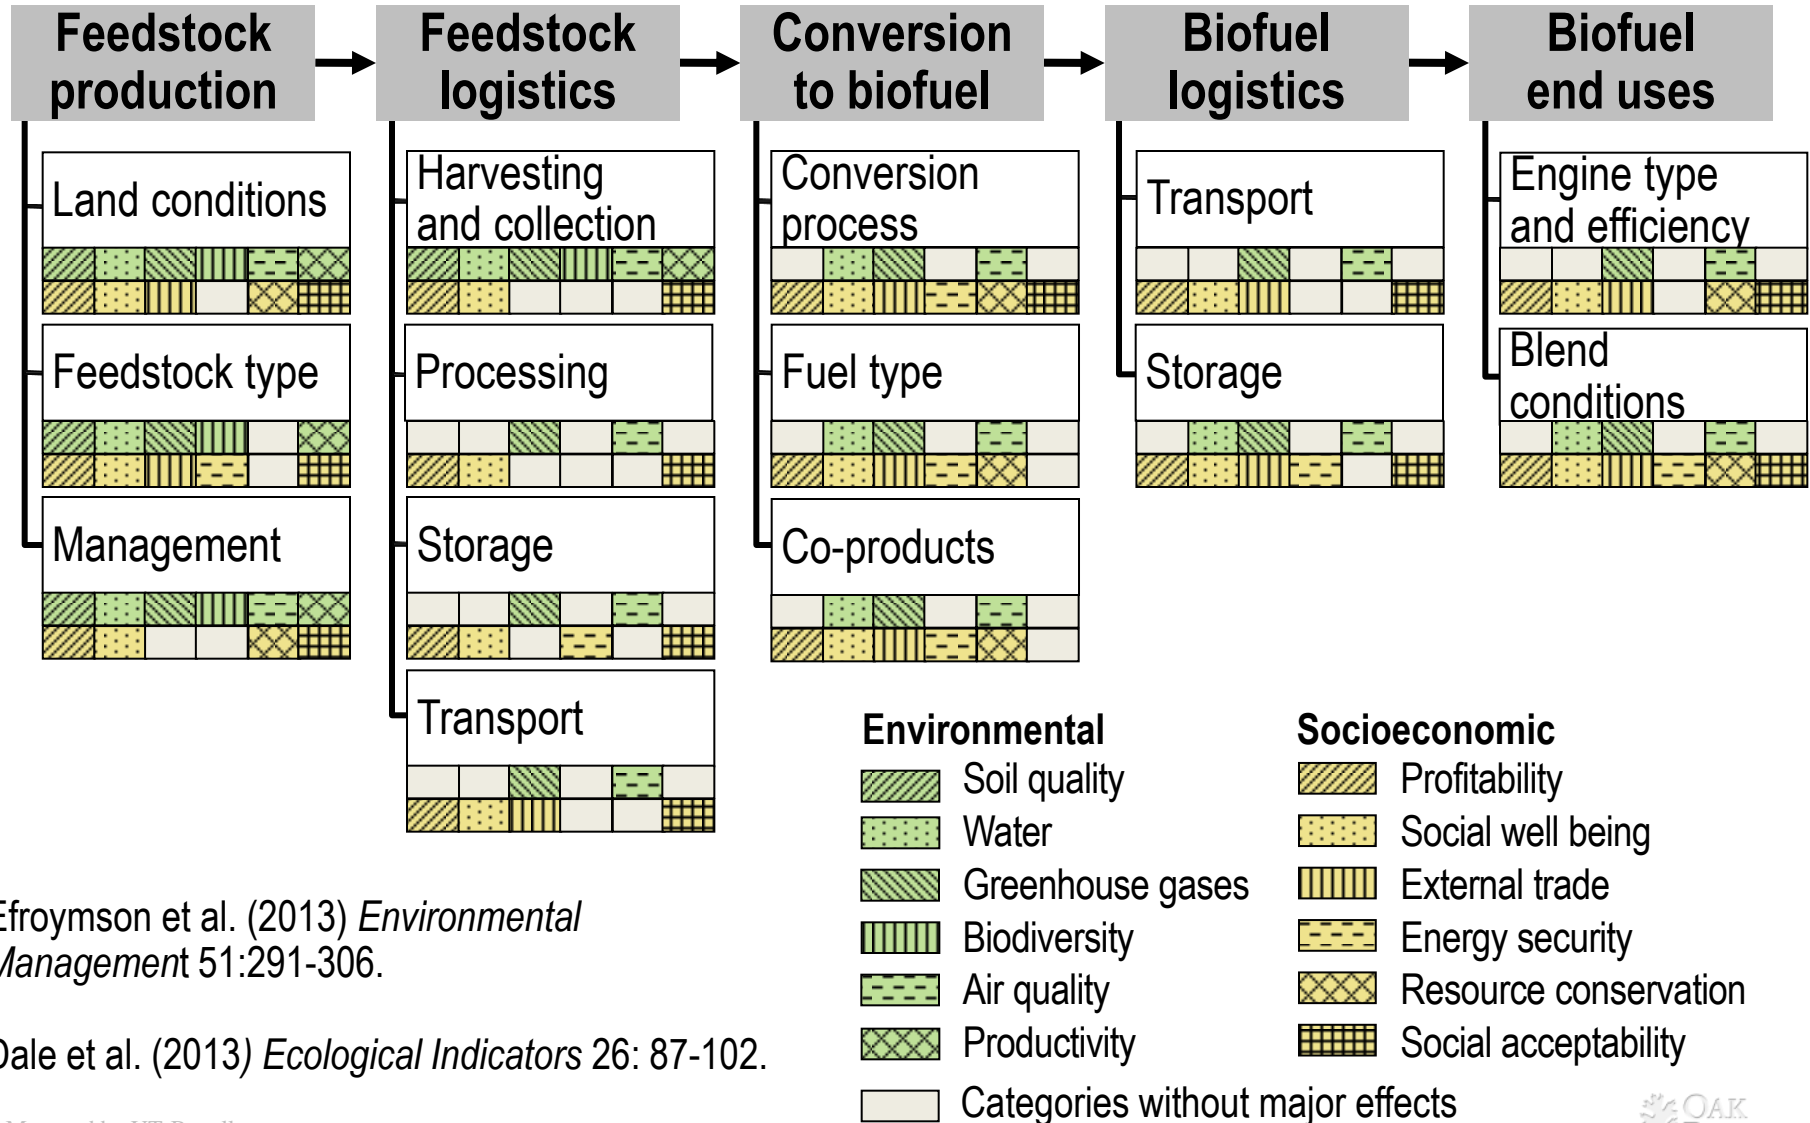 Feedstock
production
Feedstock
logistics
Conversion
to biofuel
Biofuel
logistics
Biofuel
end uses
Land conditions
Feedstock type
Management
Harvesting
and collection
Processing
Storage
Transport
Conversion
process
Fuel type
Co-products
Transport
Storage
Engine type
and efficiency
Blend
conditions
Environmental
Soil quality
Water
Greenhouse gases
Biodiversity
Air quality
Productivity
Socioeconomic
Profitability
Social well being
External trade
Energy security
Resource conservation
Social acceptability
Categories without major effects
Efroymson et al. (2013) Environmental
Management 51:291-306.
Dale et al. (2013) Ecological Indicators 26: 87-102.
OAK